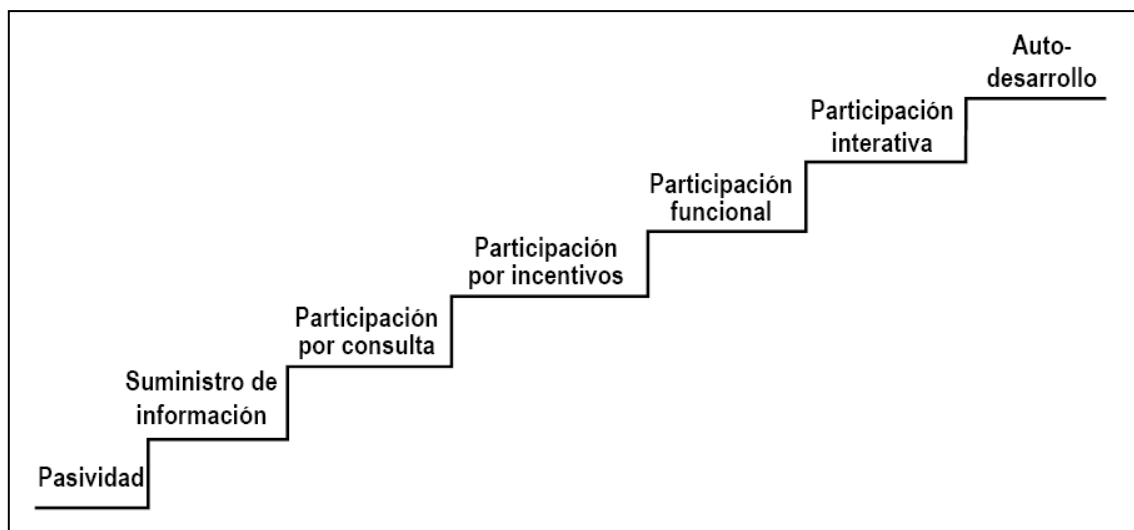 Auto-
desarrollo
Participación
interativa
Participación
funcional
Participación
por incentivos
Participación
por consulta
Suministro de
información
Pasividad